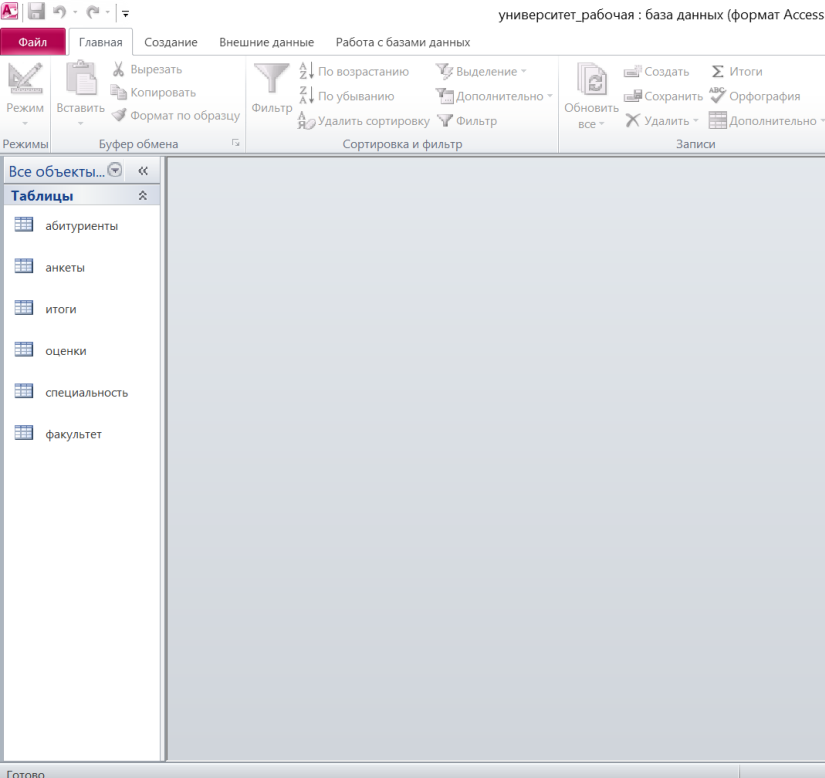 университет_рабочая : база данных (формат Access
Файл Главная Создание Внешние данные Работа с базами данных
Режим
Вставить
Вырезать
Копировать
Формат по образцу
Фильтр
По возрастанию
По убыванию
Удалить сортировку
Выделение
Дополнительно
Фильтр
Обновить
все
Создать
Сохранить
Удалить
Итоги
Орфография
Дополнительно
Режимы Буфер обмена Сортировка и фильтр Записи
Все объекты...
Таблицы
абитуриенты
анкеты
итоги
оценки
специальность
факультет
Готово